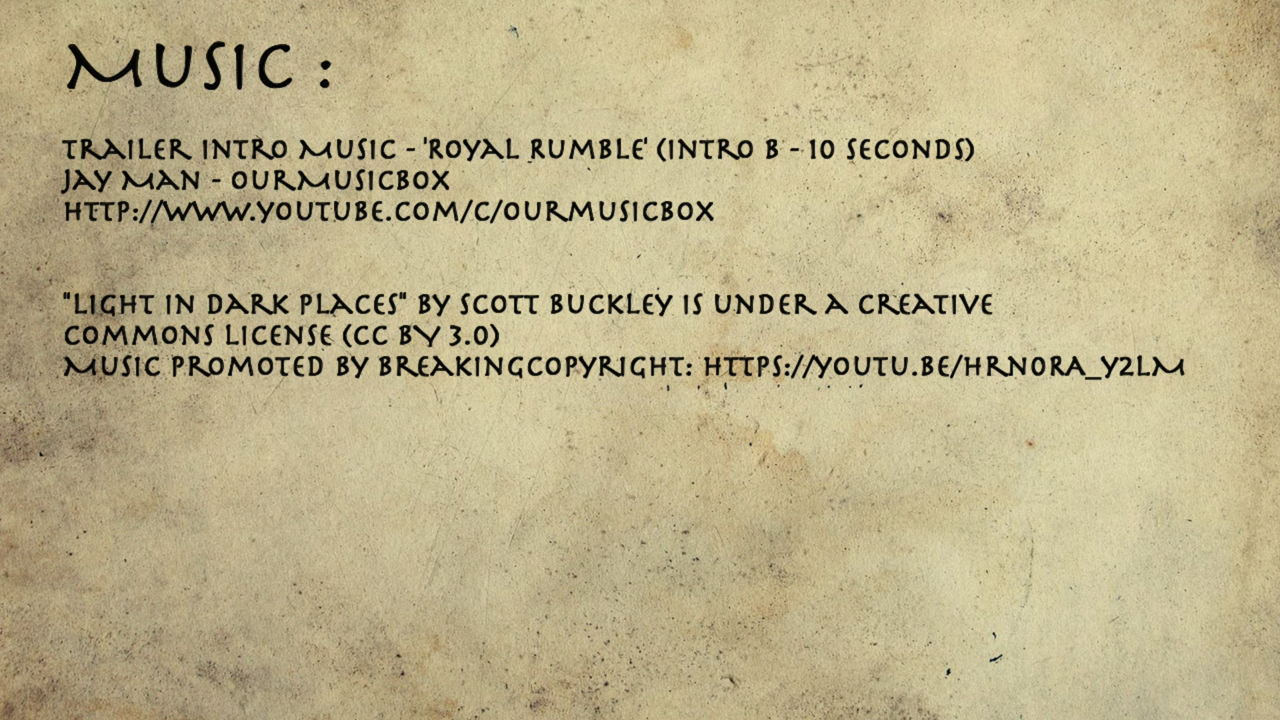 MUSIC :
TRAILER INTRO MUSIC - 'ROYAL RUMBLE' (INTRO B - 10 SECONDS)
JAY MAN - OURMUSICBOX
HTTP://WWW.YOUTUBE.COM/C/OURMUSICBOX
"LIGHT IN DARK PLACES" BY SCOTT BUCKLEY IS UNDER A CREATIVE
COMMONS LICENSE (CC BY 3.0)
MUSIC PROMOTED BY BREAKINGCOPYRIGHT: HTTPS://YOUTU.BE/HRN0RA_Y2LM